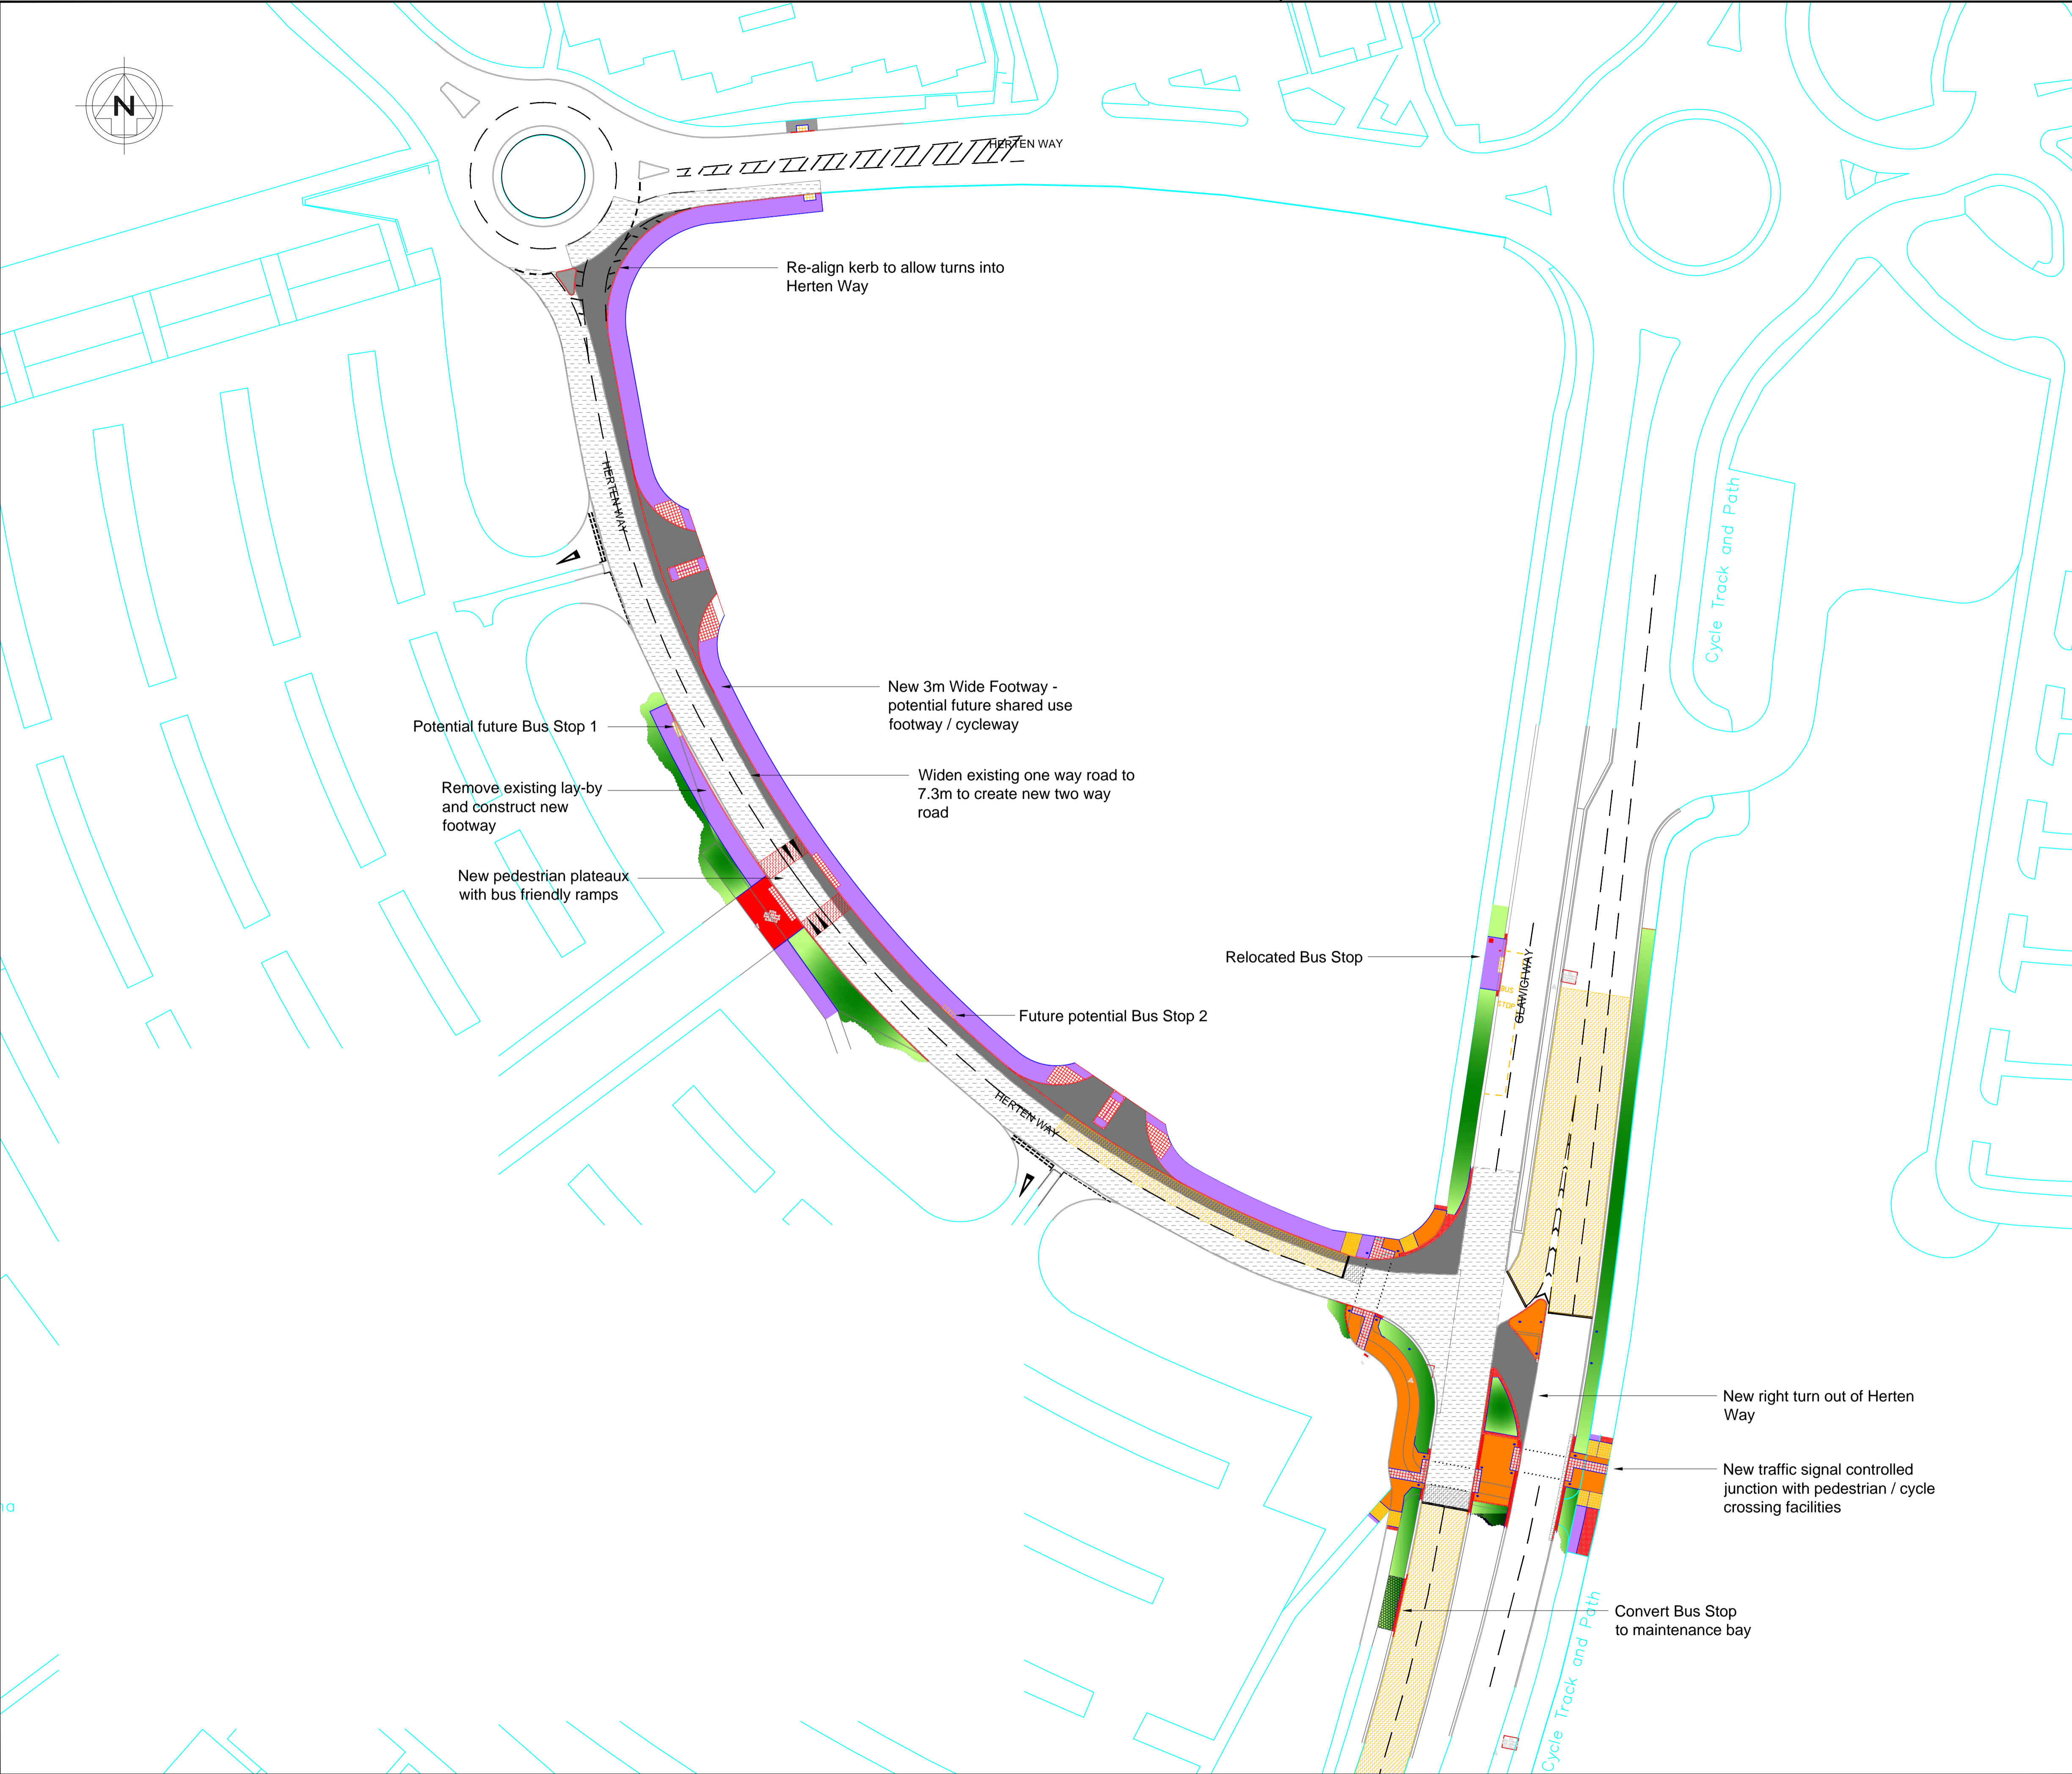 N
HERTEN WAY
Re-align kerb to allow turns into
Herten Way
HERTEN WAY
Cycle Track and Path
New 3m Wide Footway -
potential future shared use
footway / cycleway
Potential future Bus Stop 1
Widen existing one way road to
7.3m to create new two way
road
Remove existing lay-by
and construct new
footway
New pedestrian plateaux
with bus friendly ramps
Relocated Bus Stop
GLAWIGH WAY
BUS
STOP
Future potential Bus Stop 2
HERTEN WAY
New right turn out of Herten
Way
New traffic signal controlled
junction with pedestrian / cycle
crossing facilities
Convert Bus Stop
to maintenance bay
Cycle Track and Path